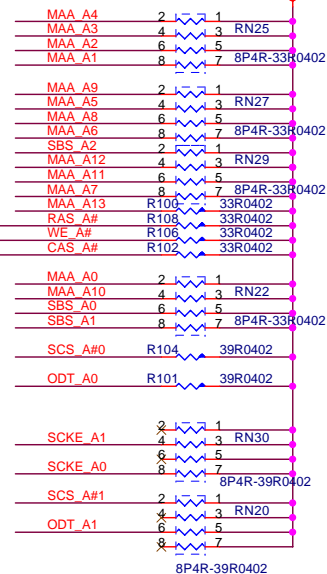 MAA_A4 2 1
MAA_A3 4 3 RN25
MAA_A2 6 5
MAA_A1 8 7 8P4R-33R0402
MAA_A9 2 1
MAA_A5 4 3 RN27
MAA_A8 6 5
MAA_A6 8 7 8P4R-33R0402
SBS_A2 2 1
MAA_A12 4 3 RN29
MAA_A11 6 5
MAA_A7 8 7 8P4R-33R0402
MAA_A13 R100 33R0402
RAS_A# R108 33R0402
WE_A# R106 33R0402
CAS_A# R102 33R0402
MAA_A0 2 1
MAA_A10 4 3 RN22
SBS_A0 6 5
SBS_A1 8 7 8P4R-33R0402
SCS_A#0 R104 39R0402
ODT_A0 R101 39R0402
2 1
SCKE_A1 4 3 RN30
6 5
SCKE_A0 8 7
8P4R-39R0402
SCS_A#1 2 1
4 3 RN20
ODT_A1 6 5
8 7
8P4R-39R0402